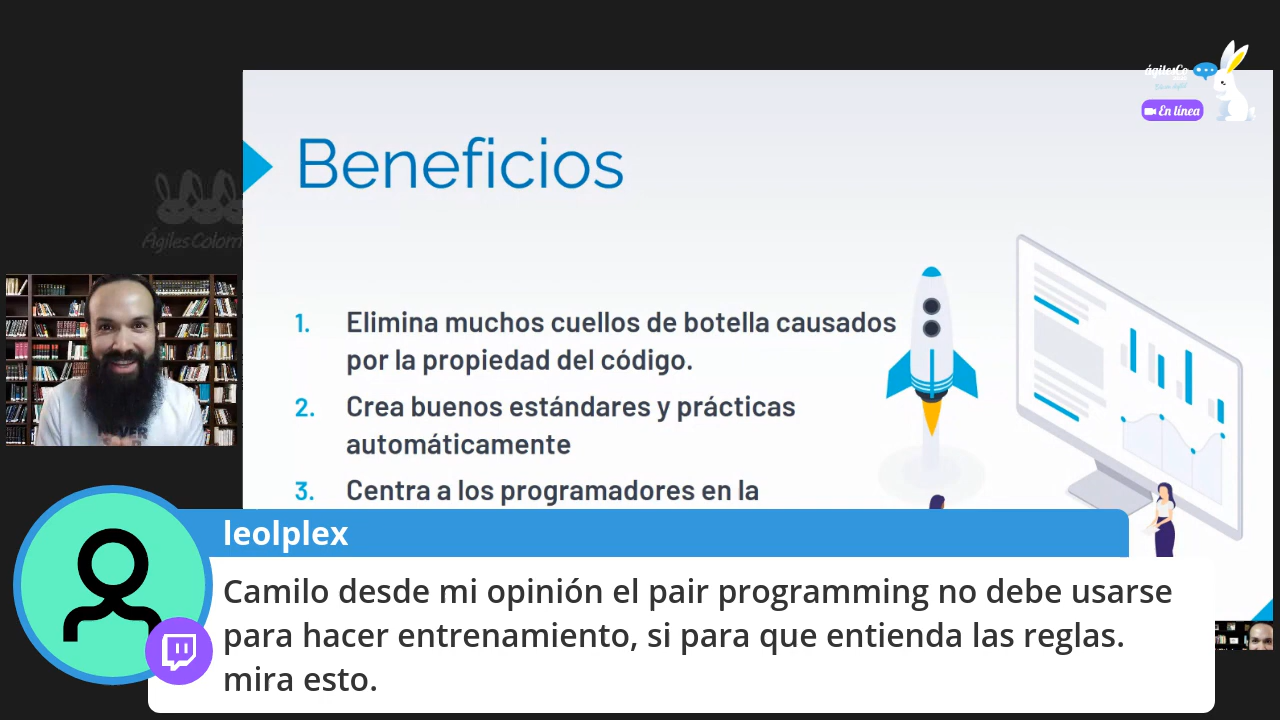 ágilesCo
En línea
Beneficios
ÁgilesColom
1. Elimina muchos cuellos de botella causados
por la propiedad del código.
2. Crea buenos estándares y prácticas
automáticamente
3. Centra a los programadores en la
leolplex
Camilo desde mi opinión el pair programming no debe usarse
para hacer entrenamiento, si para que entienda las reglas.
mira esto.